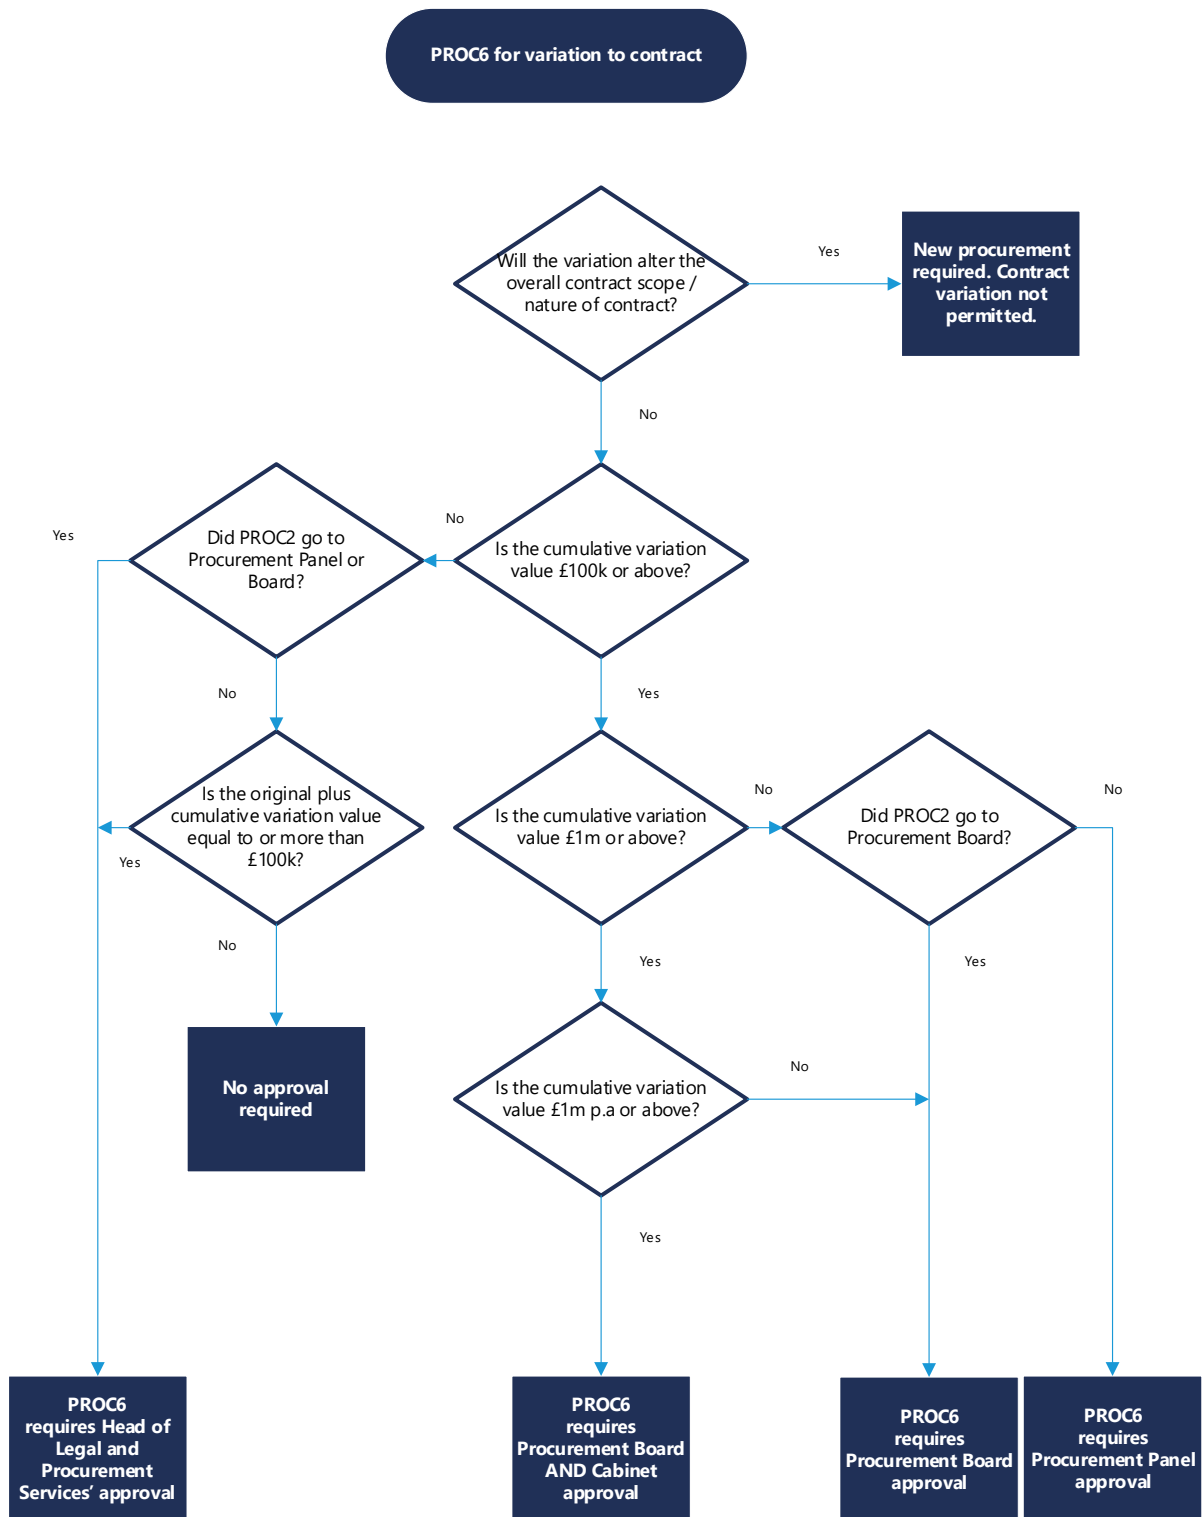 PROC6 for variation to contract
Will the variation alter the
overall contract scope /
nature of contract?
Yes
New procurement
required. Contract
variation not
permitted.
No
Yes
Did PROC2 go to
Procurement Panel or
Board?
No
Is the cumulative variation
value £100k or above?
No
Yes
Is the original plus
cumulative variation value
equal to or more than
£100k?
Yes
Is the cumulative variation
value £1m or above?
No
Did PROC2 go to
Procurement Board?
No
No
Yes
Yes
No approval
required
Is the cumulative variation
value £1m p.a or above?
No
Yes
PROC6
requires Head of
Legal and
Procurement
Services’ approval
PROC6
requires
Procurement Board
AND Cabinet
approval
PROC6
requires
Procurement Board
approval
PROC6
requires
Procurement Panel
approval